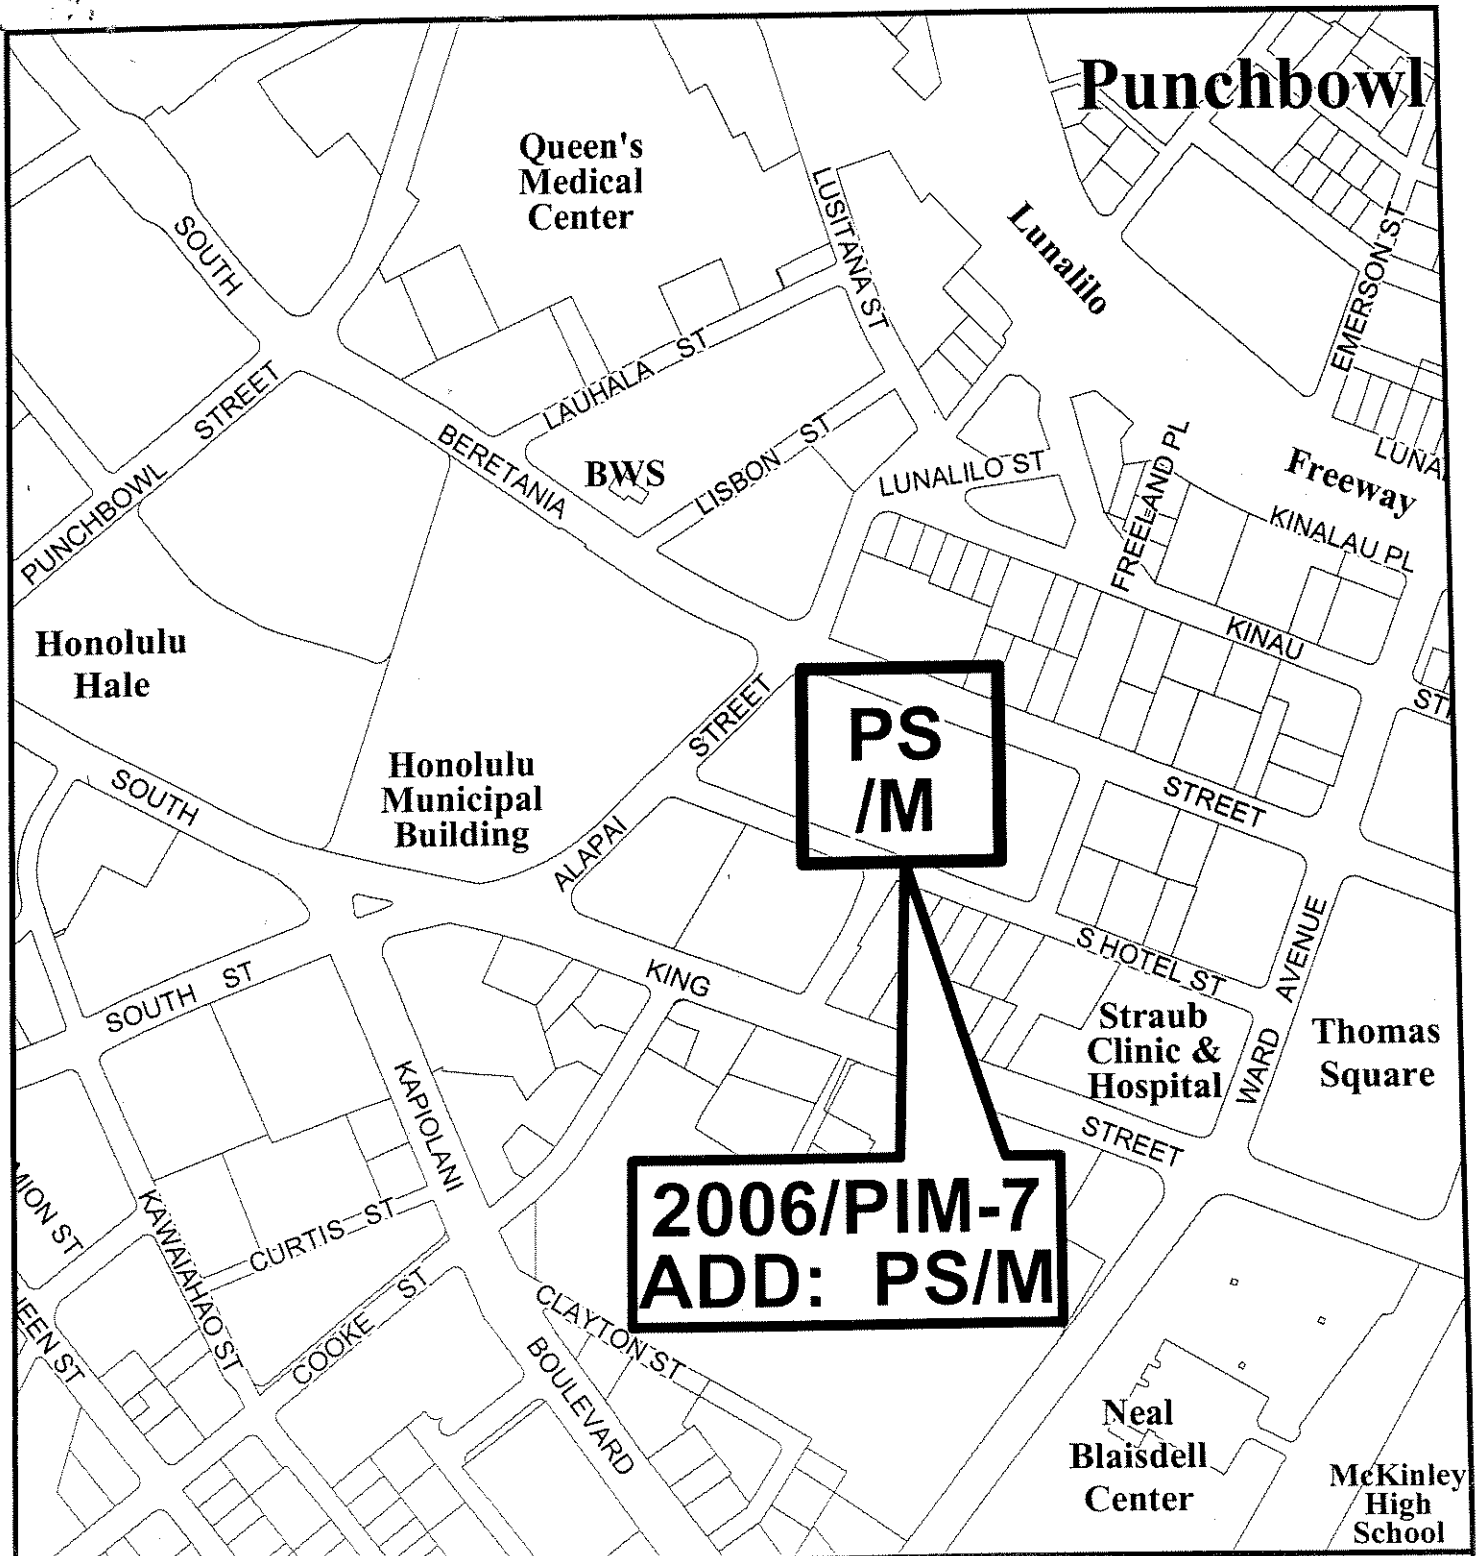 Punchbowl
Queen's
Medical
Center
LUSITANA ST
Lunalilo
SOUTH
EMERSON ST
PUNCHBOWL STREET
LAUHALA ST
BERETANIA
BWS
LISBON ST
LUNALILO ST
FREELAND PL
Freeway
KINALAU PL
KINAU
Honolulu
Hale
SOUTH
Honolulu
Municipal
Building
ALAPAI STREET
PS
/M
STREET
KING
S HOTEL ST
WARD AVENUE
Straub
Clinic &
Hospital
Thomas
Square
SOUTH ST
KAPIOLANI
STREET
2006/PIM-7
ADD: PS/M
KAWAIAHAO ST
CURTIS ST
COOKE ST
CLAYTON ST
BOULEVARD
Neal
Blaisdell
Center
McKinley
High
School